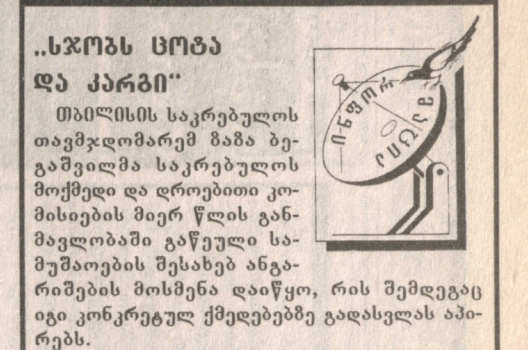 „სჯობს ცოტა
და კარგი“
თბილისის საკრებულოს
თავმჯდომარემ ზაზა ბე-
გაშვილმა საკრებულოს
მოქმედი და დროებითი კო-
მისიების მიერ წლის გან-
მავლობაში გაწეული სა-
მუშაოების შესახებ ანგა-
რიშების მოსმენა დაიწყო, რის შემდეგაც
იგი კონკრეტულ ქმედებებზე გადასვლას აპი-
რებს.
ინფორმაცია